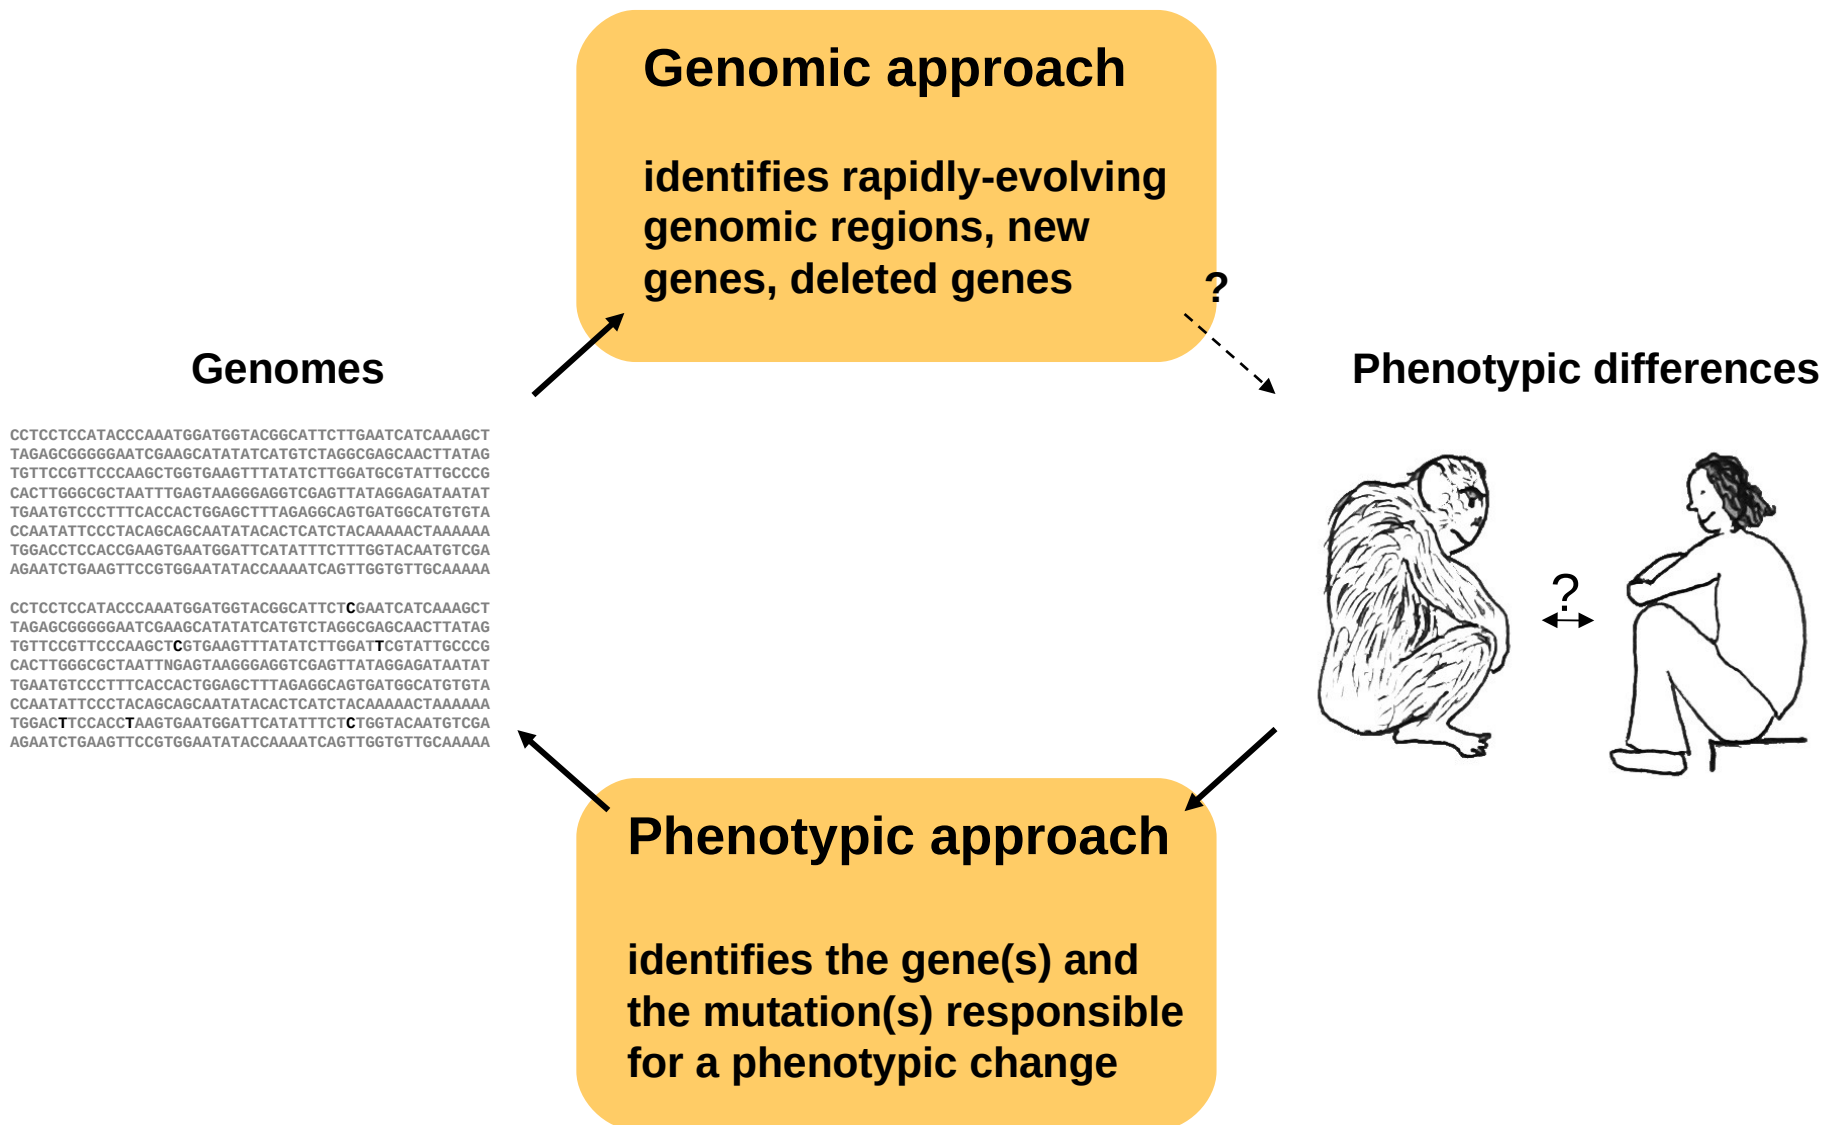 Genomic approach
identifies rapidly-evolving
genomic regions, new
genes, deleted genes
?
Genomes
Phenotypic differences
CCTCCTCCATACCCAAATGGATGGTACGGCATTCTTGAATCATCAAAGCT
TAGAGCGGGGGAATCGAAGCATATATCATGTCTAGGCGAGCAACTTATAG
TGTTCCGTTCCCAAGCTGGTGAAGTTTATATCTTGGATGCGTATTGCCCG
CACTTGGGCGCTAATTTGAGTAAGGGAGGTCGAGTTATAGGAGATAATAT
TGAATGTCCCTTTCACCACTGGAGCTTTAGAGGCAGTGATGGCATGTGTA
CCAATATTCCCTACAGCAGCAATATACACTCATCTACAAAAACTAAAAAA
TGGACCTCCACCGAAGTGAATGGATTCATATTTCTTTGGTACAATGTCGA
AGAATCTGAAGTTCCGTGGAATATACCAAAATCAGTTGGTGTTGCAAAAA
CCTCCTCCATACCCAAATGGATGGTACGGCATTCTCGAATCATCAAAGCT
TAGAGCGGGGGAATCGAAGCATATATCATGTCTAGGCGAGCAACTTATAG
TGTTCCGTTCCCAAGCTCGTGAAGTTTATATCTTGGATTCGTATTGCCCG
CACTTGGGCGCTAATTNGAGTAAGGGAGGTCGAGTTATAGGAGATAATAT
TGAATGTCCCTTTCACCACTGGAGCTTTAGAGGCAGTGATGGCATGTGTA
CCAATATTCCCTACAGCAGCAATATACACTCATCTACAAAAACTAAAAAA
TGGACTTCCACCTAAGTGAATGGATTCATATTTCTCTGGTACAATGTCGA
AGAATCTGAAGTTCCGTGGAATATACCAAAATCAGTTGGTGTTGCAAAAA
?
Phenotypic approach
identifies the gene(s) and
the mutation(s) responsible
for a phenotypic change